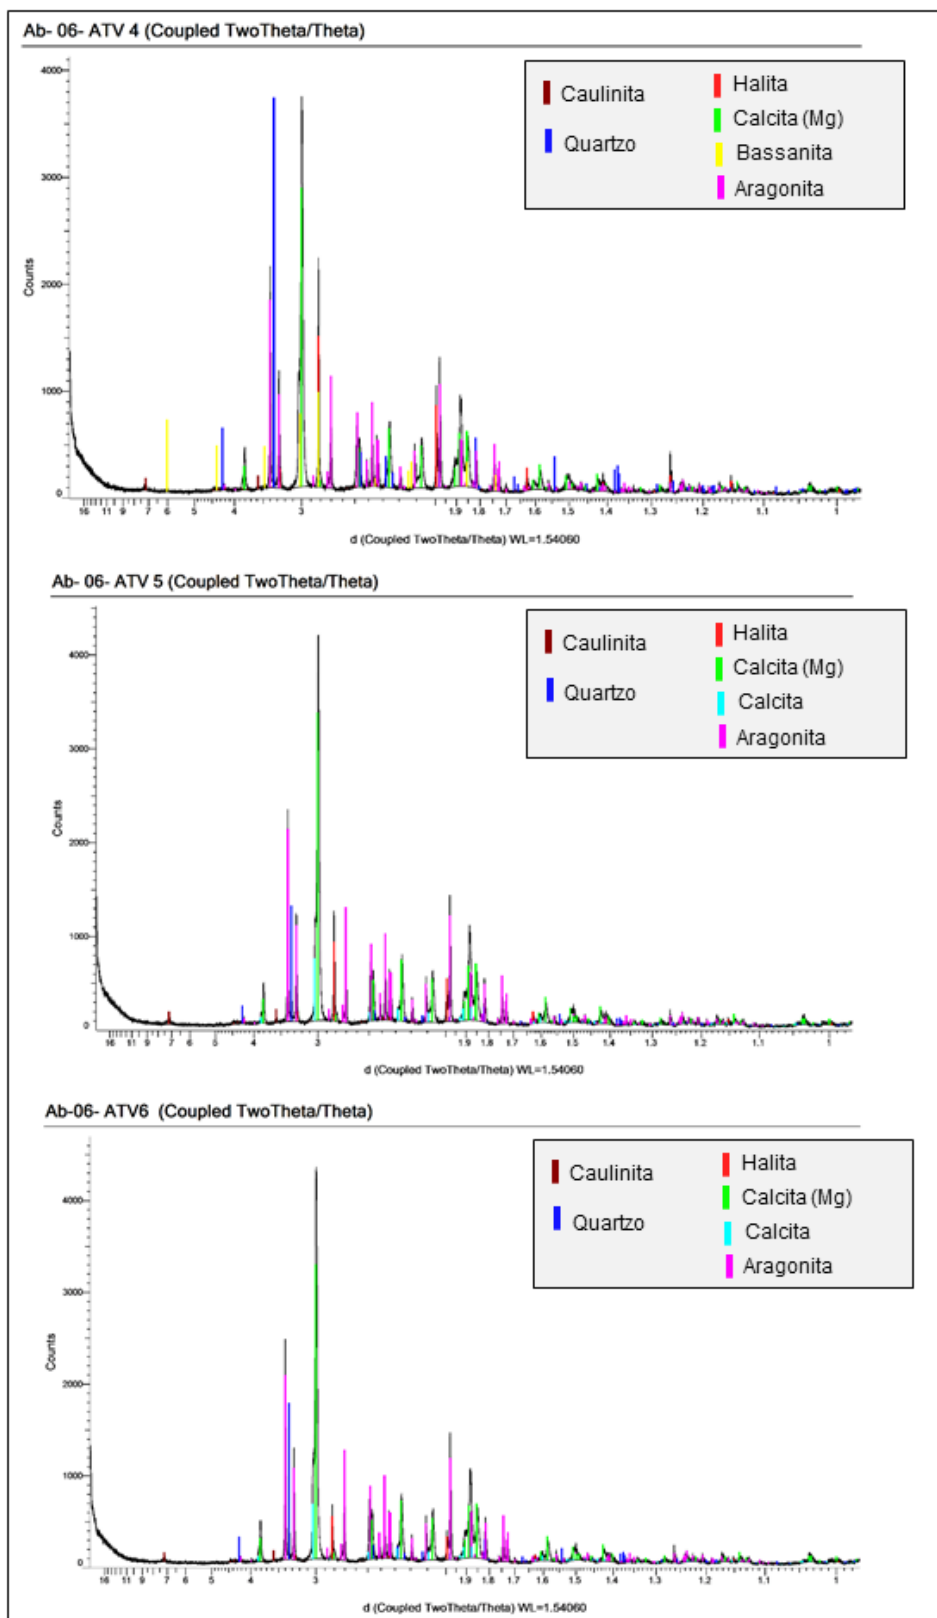 Ab- 06- ATV 4 (Coupled TwoTheta/Theta)
Caulinita
Quartzo
Halita
Calcita (Mg)
Bassanita
Aragonita
4000
3000
2000
1000
0
Counts
16 11 9 7 6 5 4 3 1.9 1.8 1.7 1.6 1.5 1.4 1.3 1.2 1.1 1
d (Coupled TwoTheta/Theta) WL=1.54060
Ab- 06- ATV 5 (Coupled TwoTheta/Theta)
Caulinita
Quartzo
Halita
Calcita (Mg)
Calcita
Aragonita
4000
3000
2000
1000
0
Counts
16 11 9 7 6 5 4 3 1.9 1.8 1.7 1.6 1.5 1.4 1.3 1.2 1.1 1
d (Coupled TwoTheta/Theta) WL=1.54060
Ab-06- ATV6 (Coupled TwoTheta/Theta)
Caulinita
Quartzo
Halita
Calcita (Mg)
Calcita
Aragonita
4000
3000
2000
1000
0
Counts
16 11 9 7 6 5 4 3 1.9 1.8 1.7 1.6 1.5 1.4 1.3 1.2 1.1 1
d (Coupled TwoTheta/Theta) WL=1.54060